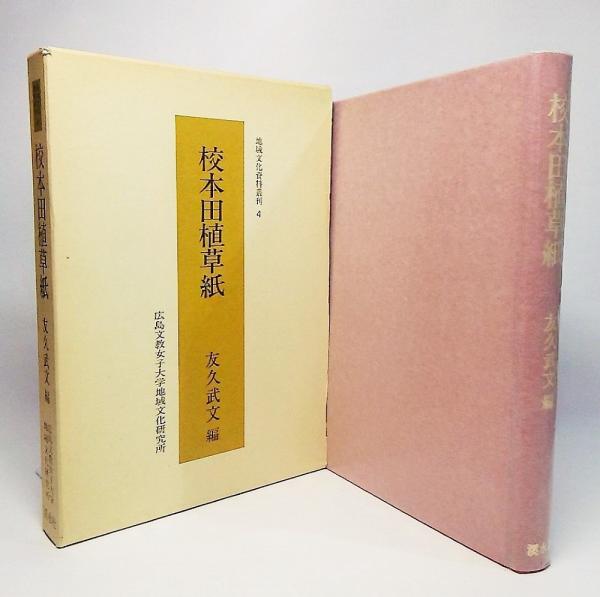 地域文化資料叢刊 4
校本田植草紙
友久武文 編
広島文教女子大学地域文化研究所
校本田植草紙
友久武文 編
校本田植草紙
友久武文 編